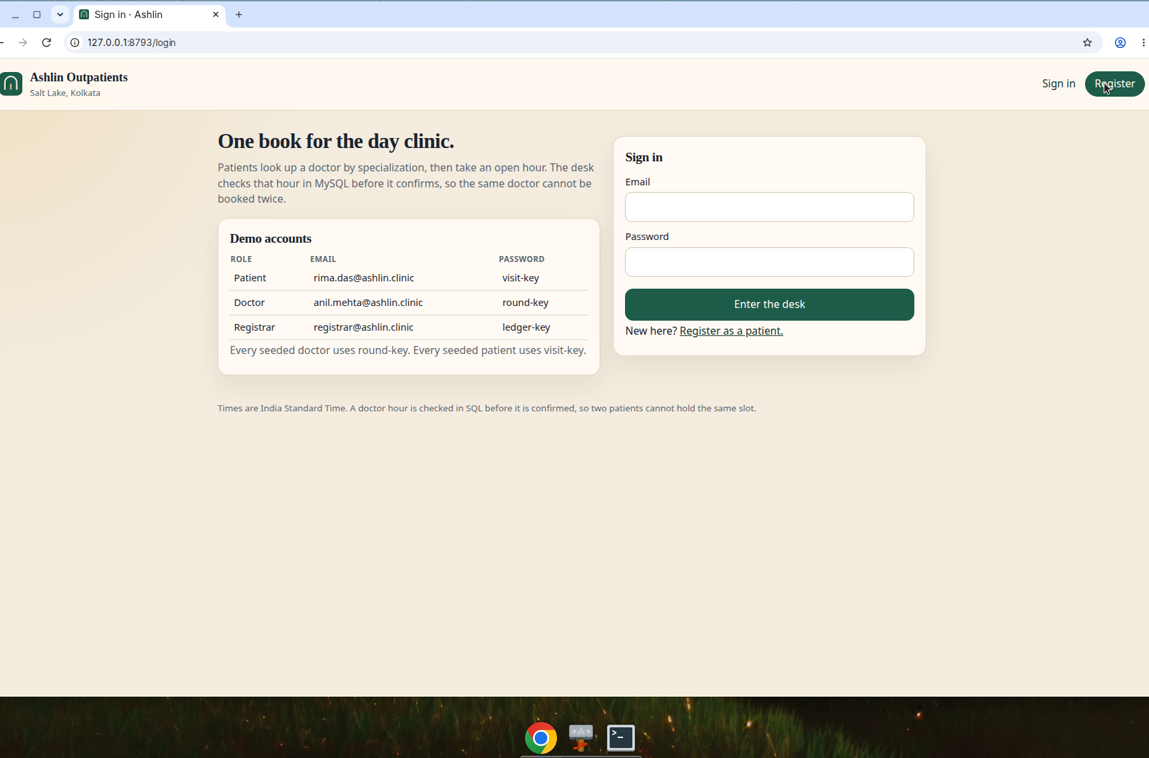 Sign in · Ashlin
127.0.0.1:8793/login
Ashlin Outpatients
Salt Lake, Kolkata
Sign in
Register
One book for the day clinic.
Patients look up a doctor by specialization, then take an open hour. The desk
checks that hour in MySQL before it confirms, so the same doctor cannot be
booked twice.
Demo accounts
ROLE EMAIL PASSWORD
Patient rima.das@ashlin.clinic visit-key
Doctor anil.mehta@ashlin.clinic round-key
Registrar registrar@ashlin.clinic ledger-key
Every seeded doctor uses round-key. Every seeded patient uses visit-key.
Sign in
Email
Password
Enter the desk
New here? Register as a patient.
Times are India Standard Time. A doctor hour is checked in SQL before it is confirmed, so two patients cannot hold the same slot.